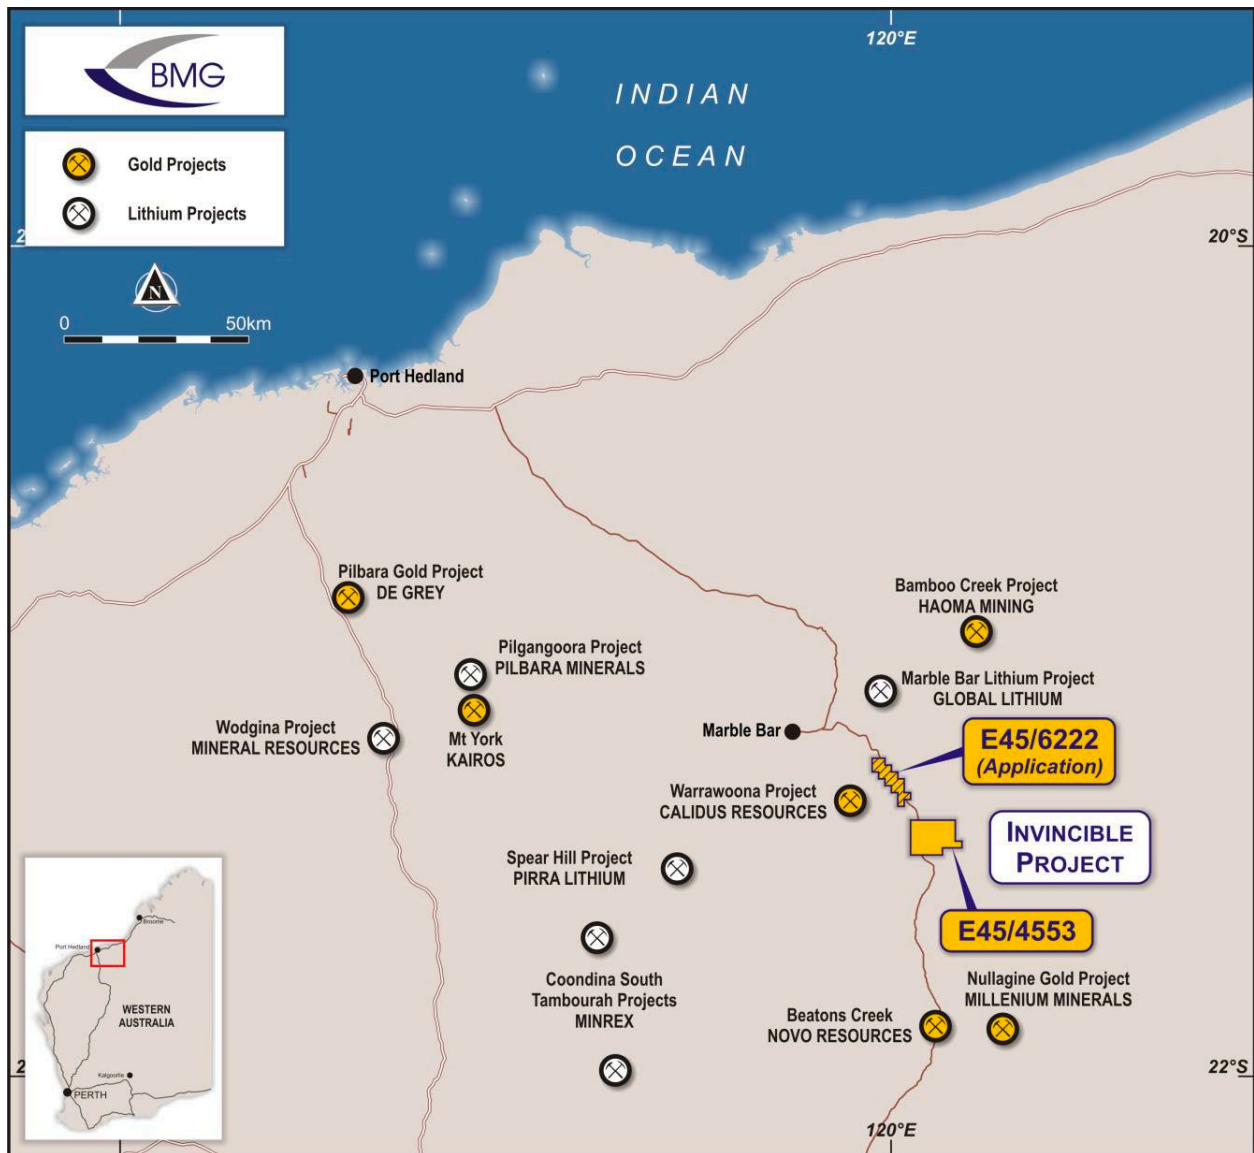 120°E
BMG
INDIAN
OCEAN
Gold Projects
Lithium Projects
20°S
N
0 50km
Port Hedland
Pilbara Gold Project
DE GREY
Bamboo Creek Project
HAOMA MINING
Pilgangoora Project
PILBARA MINERALS
Marble Bar Lithium Project
GLOBAL LITHIUM
Wodgina Project
MINERAL RESOURCES
Mt York
KAIROS
Marble Bar
E45/6222
(Application)
Warrawoona Project
CALIDUS RESOURCES
INVINCIBLE
PROJECT
Spear Hill Project
PIRRA LITHIUM
E45/4553
Coondina South
Tambourah Projects
MINREX
Nullagine Gold Project
MILLENIUM MINERALS
Beatons Creek
NOVO RESOURCES
Broome
Port Hedland
WESTERN
AUSTRALIA
Kalgoorlie
PERTH
22°S
120°E